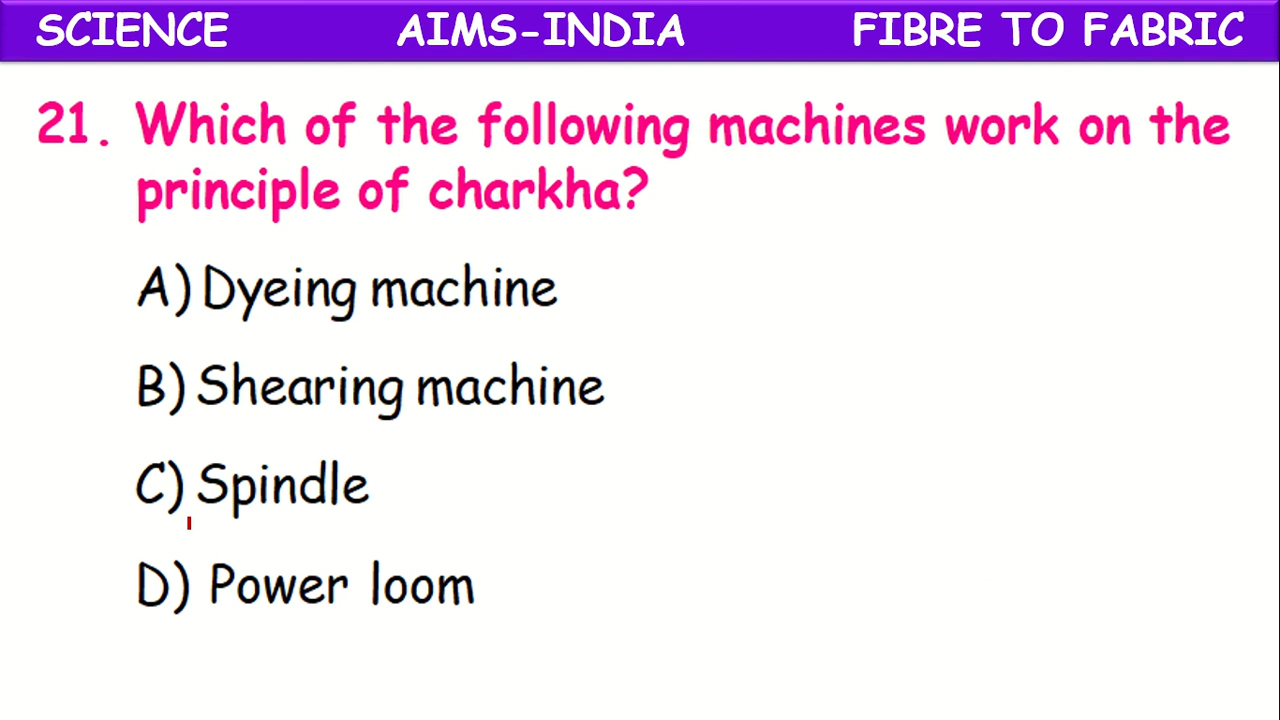 SCIENCE AIMS-INDIA FIBRE TO FABRIC
21. Which of the following machines work on the
principle of charkha?
A) Dyeing machine
B) Shearing machine
C) Spindle
D) Power loom